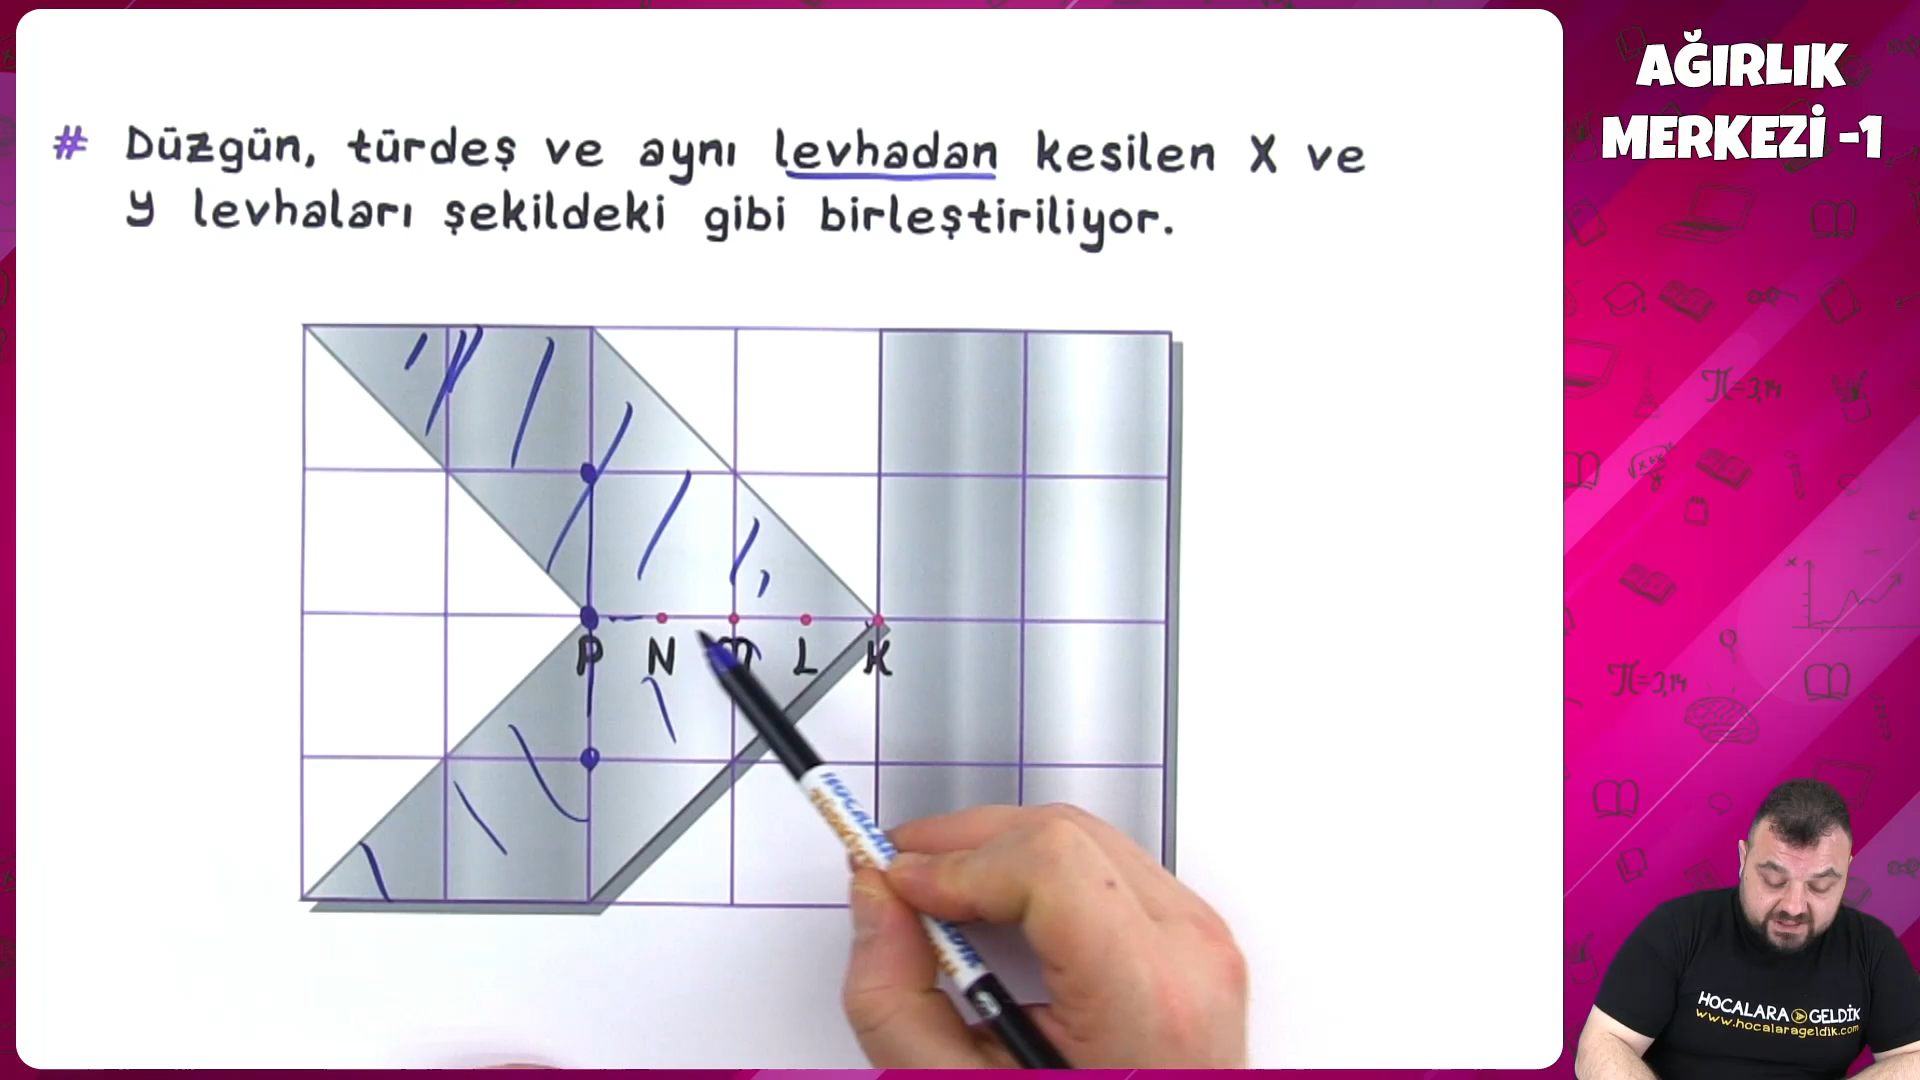 AĞIRLIK
MERKEZİ -1
# Düzgün, türdeş ve aynı levhadan kesilen X ve
y levhaları şekildeki gibi birleştiriliyor.
P N M L K
π=3,14
π=3,14
HOCALARA GELDİK
www.hocalarageldik.com